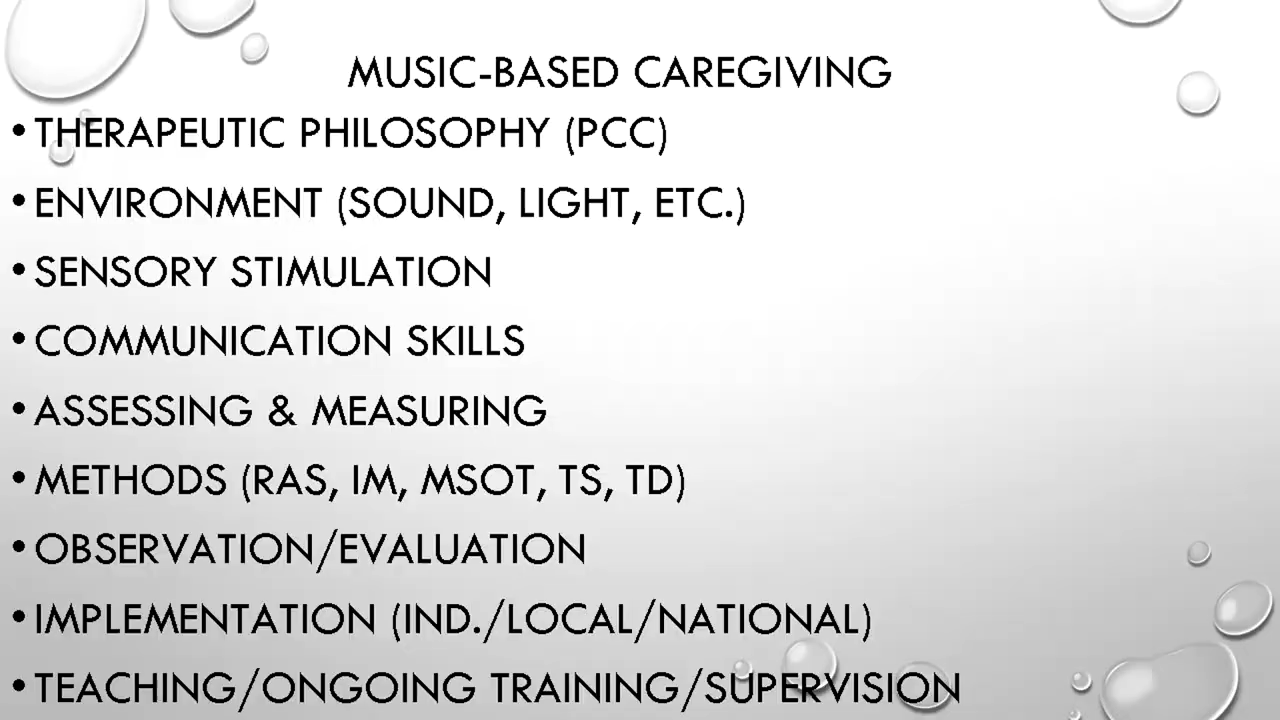 MUSIC-BASED CAREGIVING
• THERAPEUTIC PHILOSOPHY (PCC)
• ENVIRONMENT (SOUND, LIGHT, ETC.)
• SENSORY STIMULATION
• COMMUNICATION SKILLS
• ASSESSING & MEASURING
• METHODS (RAS, IM, MSOT, TS, TD)
• OBSERVATION/EVALUATION
• IMPLEMENTATION (IND./LOCAL/NATIONAL)
• TEACHING/ONGOING TRAINING/SUPERVISION